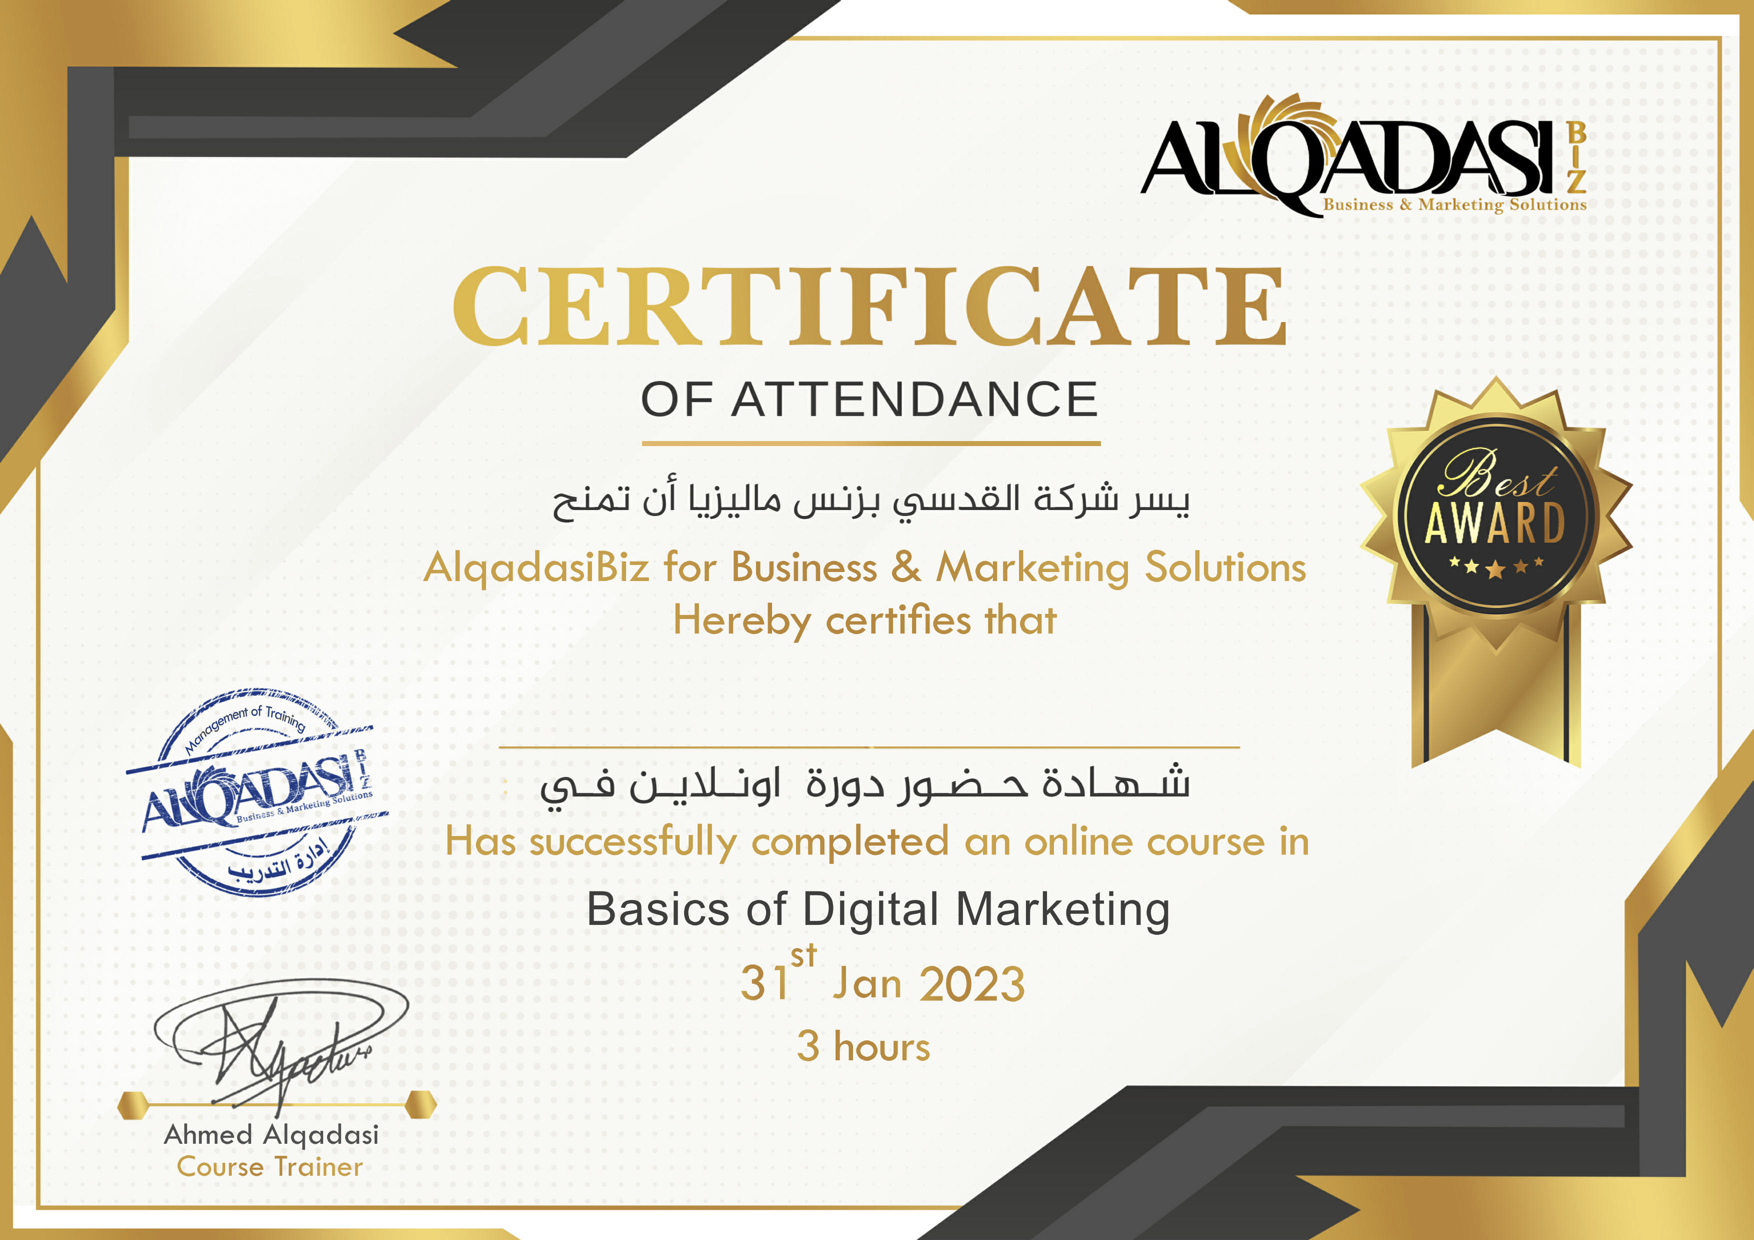 ALQADASI BIZ
Business & Marketing Solutions
CERTIFICATE
OF ATTENDANCE
يسر شركة القدسي بزنس ماليزيا أن تمنح
AlqadasiBiz for Business & Marketing Solutions
Hereby certifies that
Best
AWARD
شهادة حضور دورة اونلاين في
Has successfully completed an online course in
Basics of Digital Marketing
31st Jan 2023
3 hours
Management of Training
ALQADASI BIZ
Business & Marketing Solutions
إدارة التدريب
Ahmed Alqadasi
Course Trainer